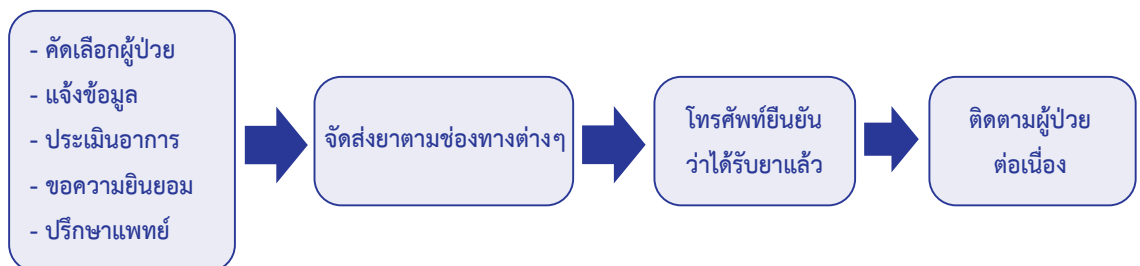 - คัดเลือกผู้ป่วย
- แจ้งข้อมูล
- ประเมินอาการ
- ขอความยินยอม
- ปรึกษาแพทย์
จัดส่งยาตามช่องทางต่างๆ
โทรศัพท์ยืนยัน
ว่าได้รับยาแล้ว
ติดตามผู้ป่วย
ต่อเนื่อง